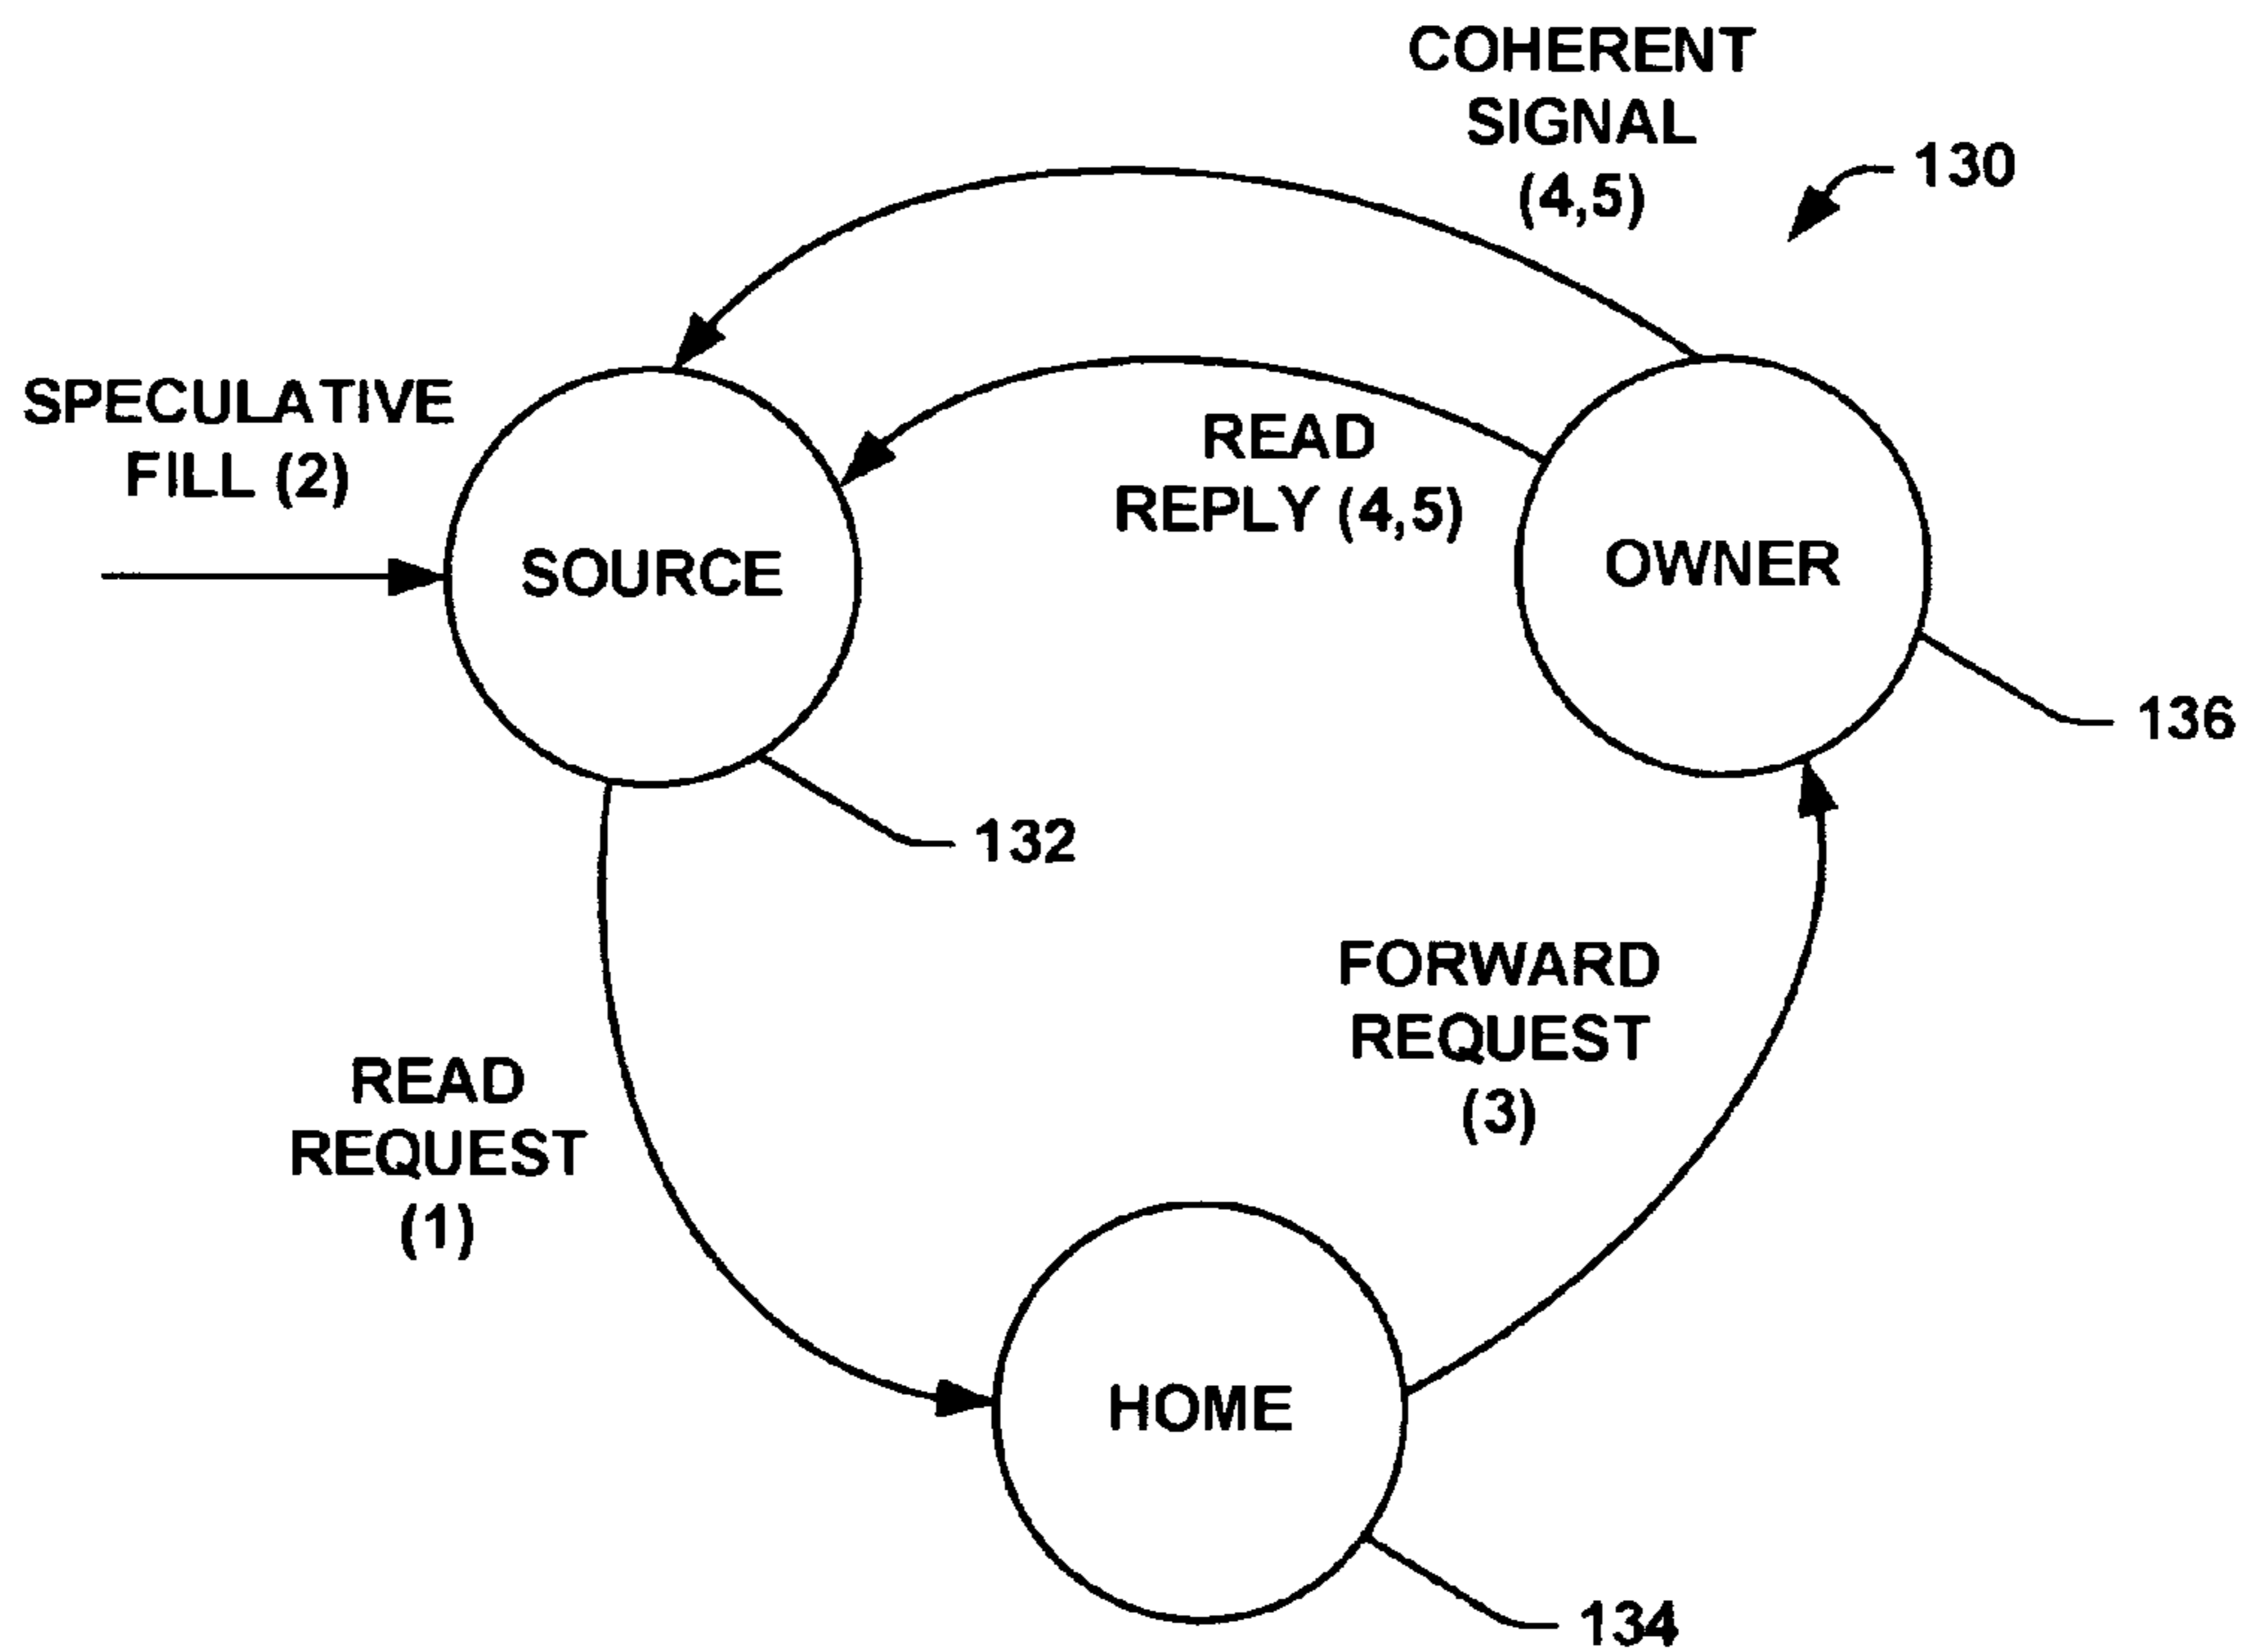 COHERENT
SIGNAL
(4,5)
130
SPECULATIVE
FILL (2)
READ
REPLY (4,5)
SOURCE
OWNER
136
132
FORWARD
REQUEST
(3)
READ
REQUEST
(1)
HOME
134